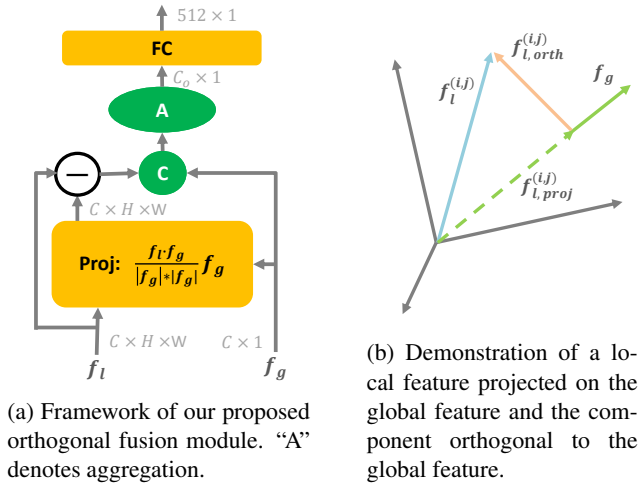 512 × 1
FC
C_o × 1
A
C
−
C × H × W
Proj: \frac{f_l · f_g}{|f_g| * |f_g|} f_g
C × H × W
C × 1
f_l
f_g
(a) Framework of our proposed
orthogonal fusion module. “A”
denotes aggregation.
f_{l,orth}^{(i,j)}
f_l^{(i,j)}
f_g
f_{l,proj}^{(i,j)}
(b) Demonstration of a lo-
cal feature projected on the
global feature and the com-
ponent orthogonal to the
global feature.